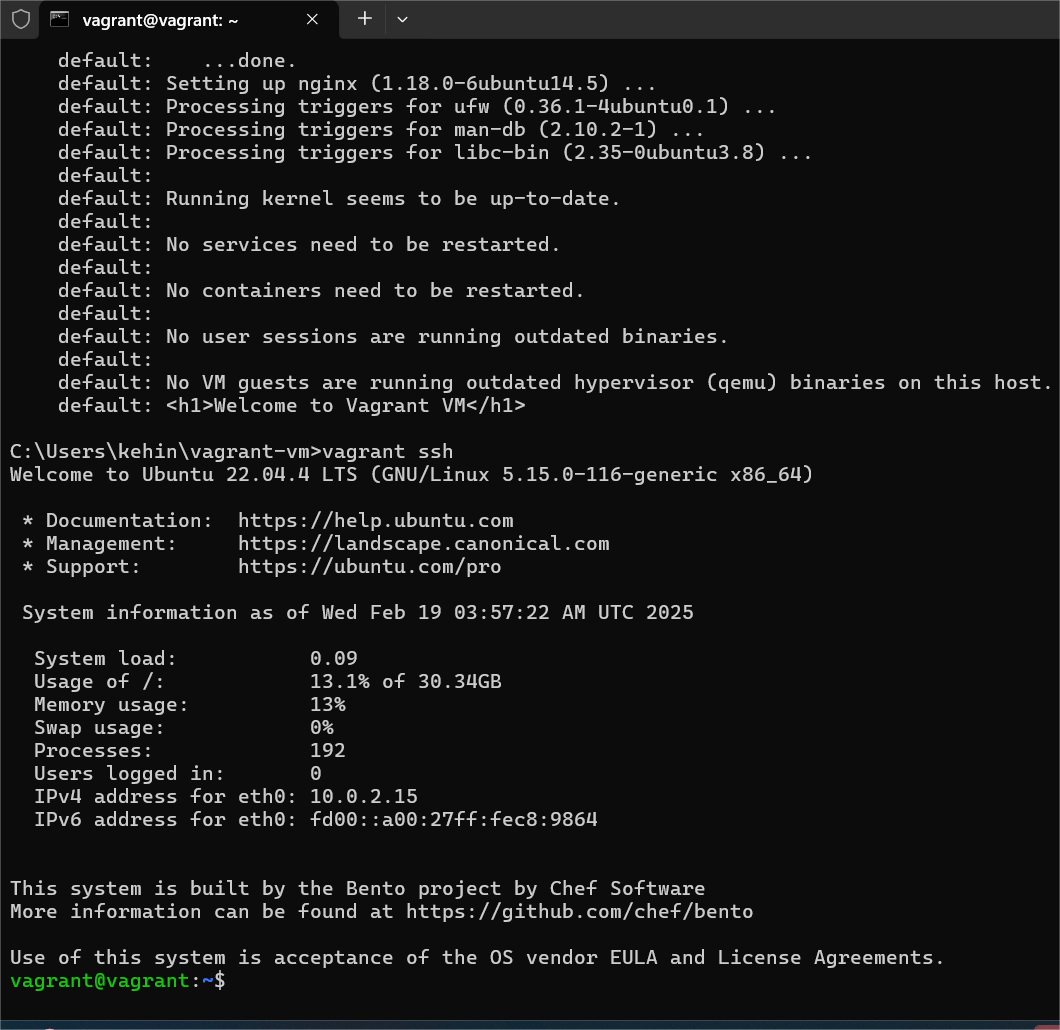 vagrant@vagrant: ~
default:    ...done.
default: Setting up nginx (1.18.0-6ubuntu14.5) ...
default: Processing triggers for ufw (0.36.1-4ubuntu0.1) ...
default: Processing triggers for man-db (2.10.2-1) ...
default: Processing triggers for libc-bin (2.35-0ubuntu3.8) ...
default:
default: Running kernel seems to be up-to-date.
default:
default: No services need to be restarted.
default:
default: No containers need to be restarted.
default:
default: No user sessions are running outdated binaries.
default:
default: No VM guests are running outdated hypervisor (qemu) binaries on this host.
default: <h1>Welcome to Vagrant VM</h1>
C:\Users\kehin\vagrant-vm>vagrant ssh
Welcome to Ubuntu 22.04.4 LTS (GNU/Linux 5.15.0-116-generic x86_64)
* Documentation:  https://help.ubuntu.com
* Management:     https://landscape.canonical.com
* Support:        https://ubuntu.com/pro
System information as of Wed Feb 19 03:57:22 AM UTC 2025
System load:           0.09
Usage of /:            13.1% of 30.34GB
Memory usage:          13%
Swap usage:            0%
Processes:             192
Users logged in:       0
IPv4 address for eth0: 10.0.2.15
IPv6 address for eth0: fd00::a00:27ff:fec8:9864
This system is built by the Bento project by Chef Software
More information can be found at https://github.com/chef/bento
Use of this system is acceptance of the OS vendor EULA and License Agreements.
vagrant@vagrant:~$